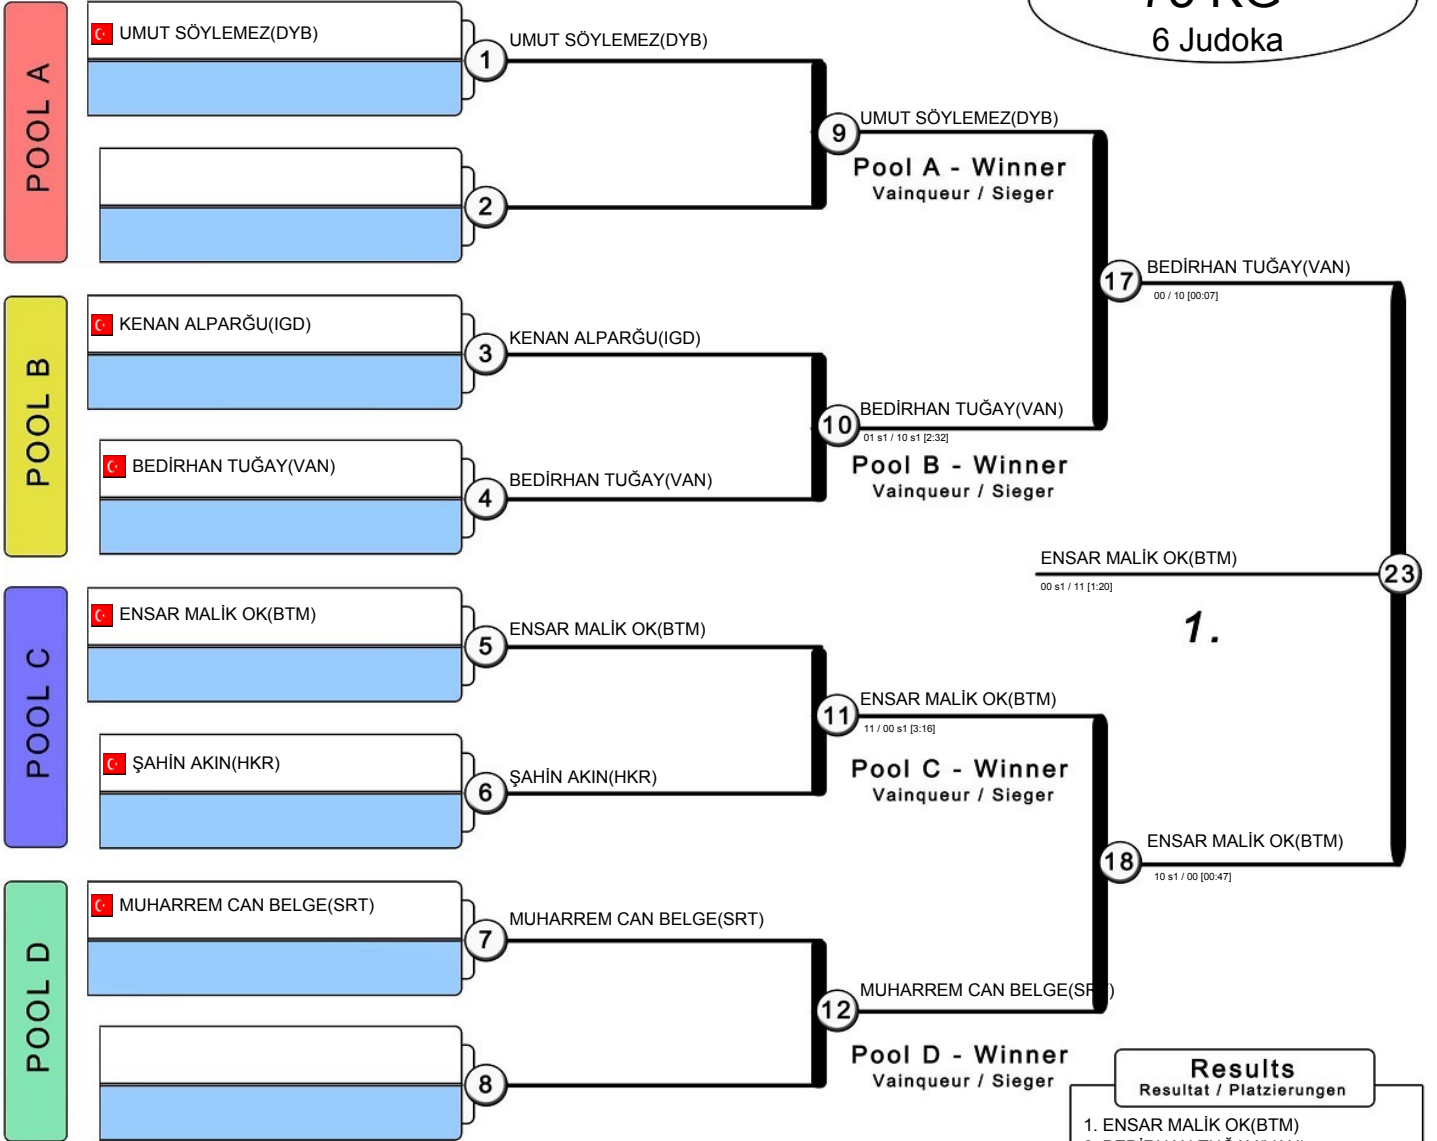 6 Judoka
POOL A
UMUT SÖYLEMEZ(DYB)
1
UMUT SÖYLEMEZ(DYB)
2
9
UMUT SÖYLEMEZ(DYB)
Pool A - Winner
Vainqueur / Sieger
POOL B
KENAN ALPARĞU(IGD)
3
KENAN ALPARĞU(IGD)
BEDİRHAN TUĞAY(VAN)
4
BEDİRHAN TUĞAY(VAN)
10
BEDİRHAN TUĞAY(VAN)
01 s1 / 10 s1 [2:32]
Pool B - Winner
Vainqueur / Sieger
17
BEDİRHAN TUĞAY(VAN)
00 / 10 [00:07]
ENSAR MALİK OK(BTM)
00 s1 / 11 [1:20]
23
1.
POOL C
ENSAR MALİK OK(BTM)
5
ENSAR MALİK OK(BTM)
ŞAHİN AKIN(HKR)
6
ŞAHİN AKIN(HKR)
11
ENSAR MALİK OK(BTM)
11 / 00 s1 [3:16]
Pool C - Winner
Vainqueur / Sieger
18
ENSAR MALİK OK(BTM)
10 s1 / 00 [00:47]
POOL D
MUHARREM CAN BELGE(SRT)
7
MUHARREM CAN BELGE(SRT)
8
12
MUHARREM CAN BELGE(SRT)
Pool D - Winner
Vainqueur / Sieger
Results
Resultat / Platzierungen
1. ENSAR MALİK OK(BTM)